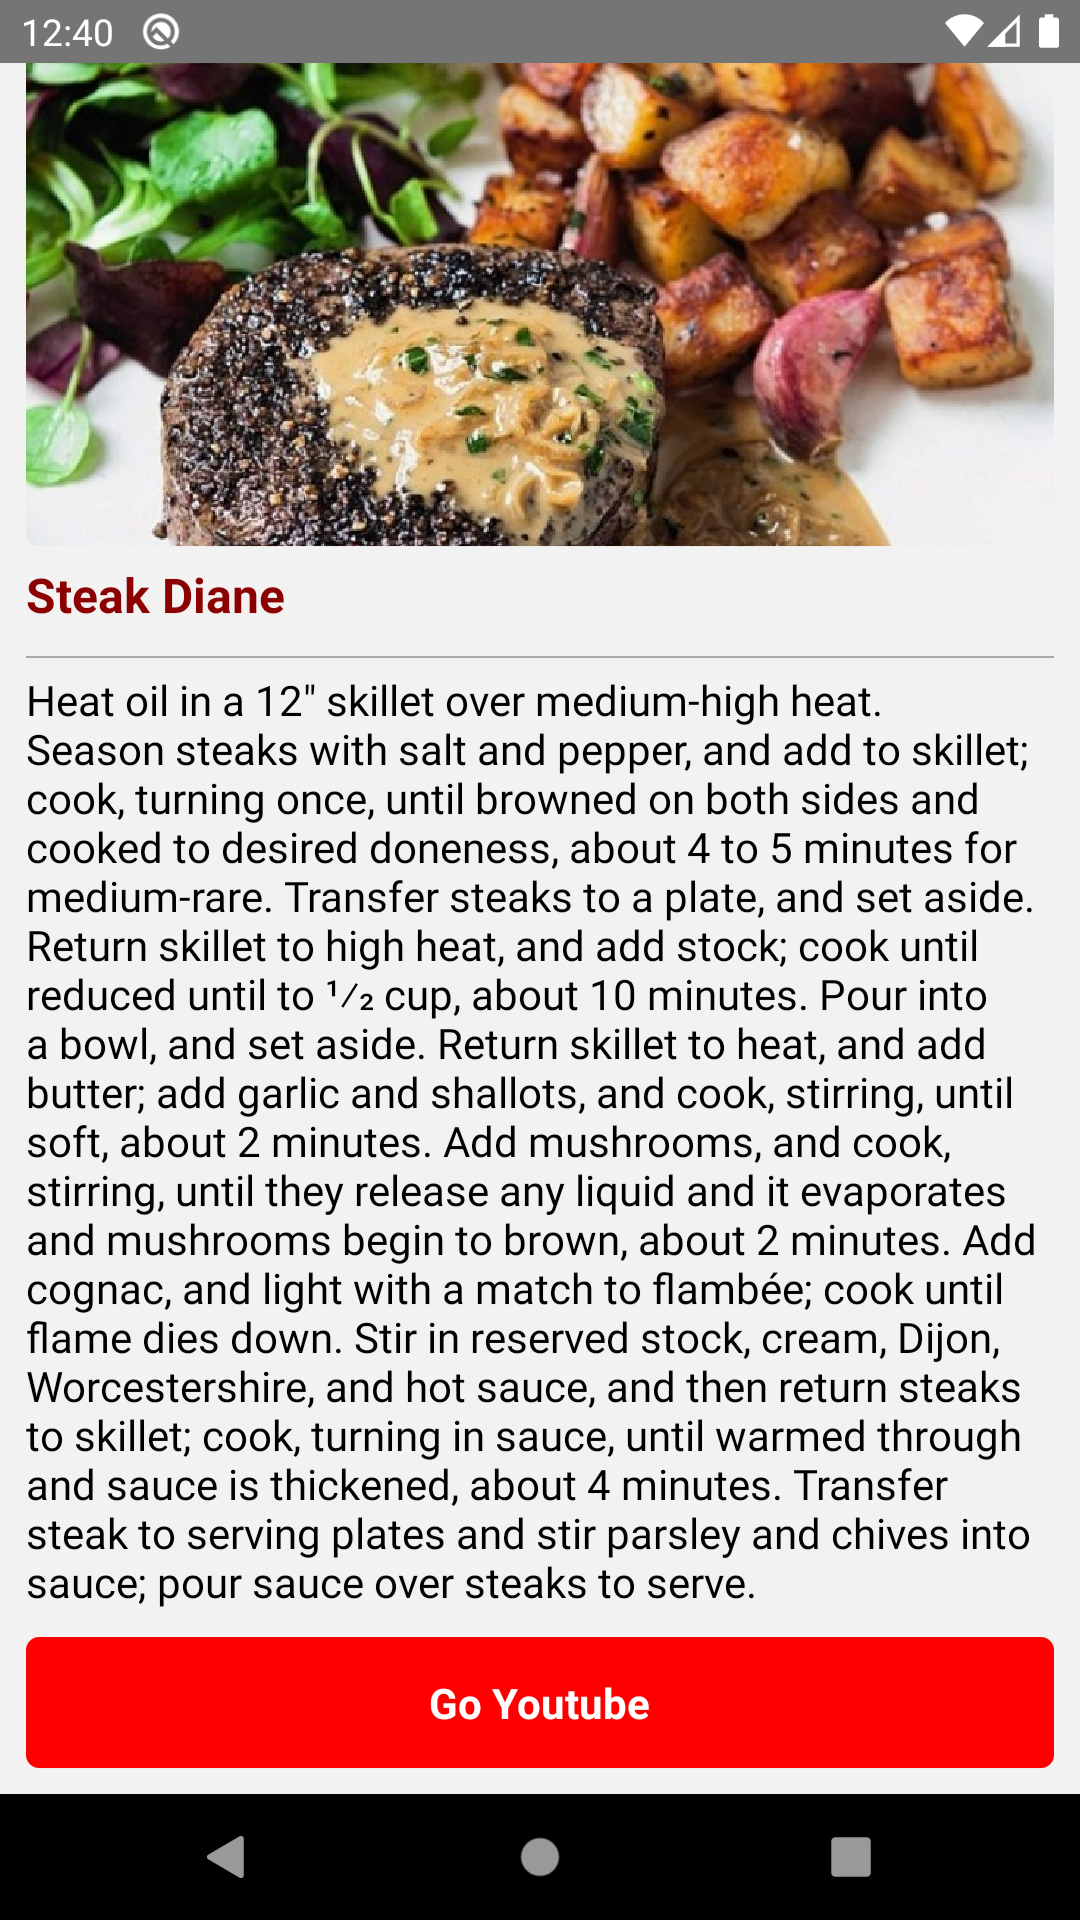 12:40
Steak Diane
Heat oil in a 12" skillet over medium-high heat.
Season steaks with salt and pepper, and add to skillet;
cook, turning once, until browned on both sides and
cooked to desired doneness, about 4 to 5 minutes for
medium-rare. Transfer steaks to a plate, and set aside.
Return skillet to high heat, and add stock; cook until
reduced until to ¹⁄₂ cup, about 10 minutes. Pour into
a bowl, and set aside. Return skillet to heat, and add
butter; add garlic and shallots, and cook, stirring, until
soft, about 2 minutes. Add mushrooms, and cook,
stirring, until they release any liquid and it evaporates
and mushrooms begin to brown, about 2 minutes. Add
cognac, and light with a match to flambée; cook until
flame dies down. Stir in reserved stock, cream, Dijon,
Worcestershire, and hot sauce, and then return steaks
to skillet; cook, turning in sauce, until warmed through
and sauce is thickened, about 4 minutes. Transfer
steak to serving plates and stir parsley and chives into
sauce; pour sauce over steaks to serve.
Go Youtube